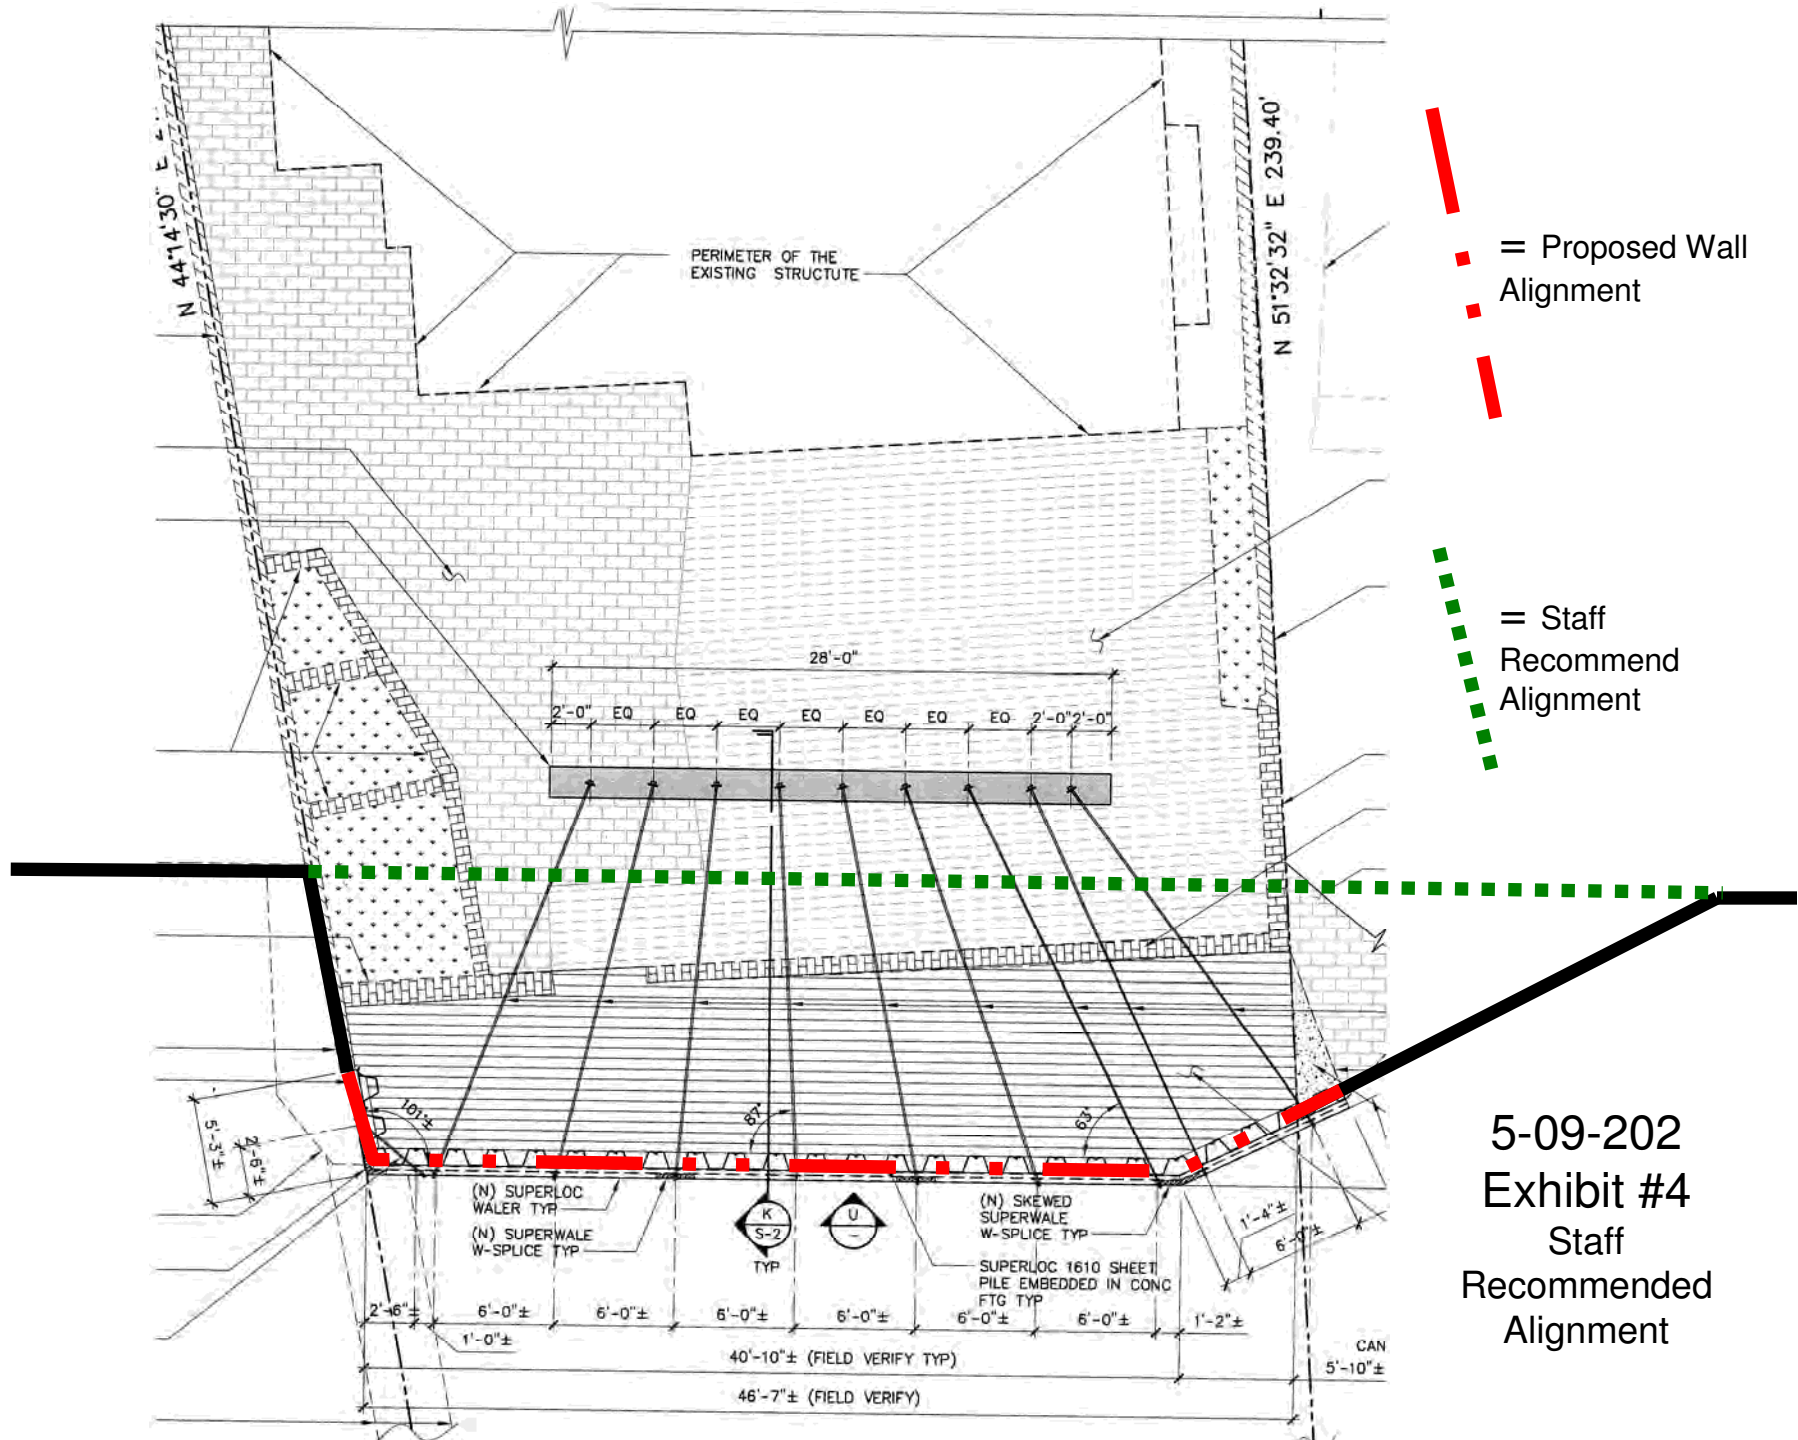 N 44°14'30" E
N 51°32'32" E 239.40'
PERIMETER OF THE
EXISTING STRUCTUTE
= Proposed Wall
Alignment
= Staff
Recommend
Alignment
28'-0"
2'-0" EQ EQ EQ EQ EQ EQ EQ 2'-0" 2'-0"
101°±
87°
63°
5'-3"±
2'-6"±
(N) SUPERLOC
WALER TYP
(N) SUPERWALE
W-SPLICE TYP
K
S-2
TYP
U
–
(N) SKEWED
SUPERWALE
W-SPLICE TYP
SUPERLOC 1610 SHEET
PILE EMBEDDED IN CONC
FTG TYP
1'-4"±
6'-0"±
2'-6"± 6'-0"± 6'-0"± 6'-0"± 6'-0"± 6'-0"± 6'-0"± 1'-2"±
1'-0"±
40'-10"± (FIELD VERIFY TYP)
46'-7"± (FIELD VERIFY)
CAN
5'-10"±
5-09-202
Exhibit #4
Staff
Recommended
Alignment